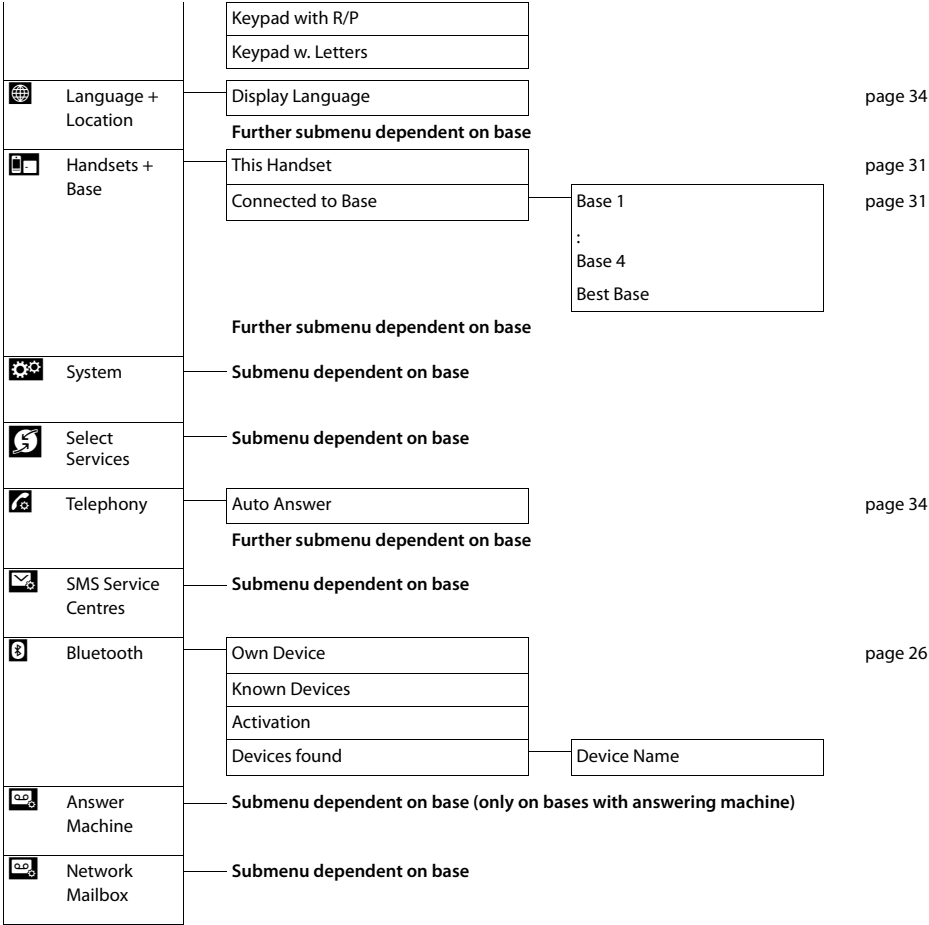 Keypad with R/P
Keypad w. Letters
Language + Location
Display Language
page 34
Further submenu dependent on base
Handsets + Base
This Handset
page 31
Connected to Base
Base 1
page 31
:
Base 4
Best Base
Further submenu dependent on base
System
Submenu dependent on base
Select Services
Submenu dependent on base
Telephony
Auto Answer
page 34
Further submenu dependent on base
SMS Service Centres
Submenu dependent on base
Bluetooth
Own Device
page 26
Known Devices
Activation
Devices found
Device Name
Answer Machine
Submenu dependent on base (only on bases with answering machine)
Network Mailbox
Submenu dependent on base